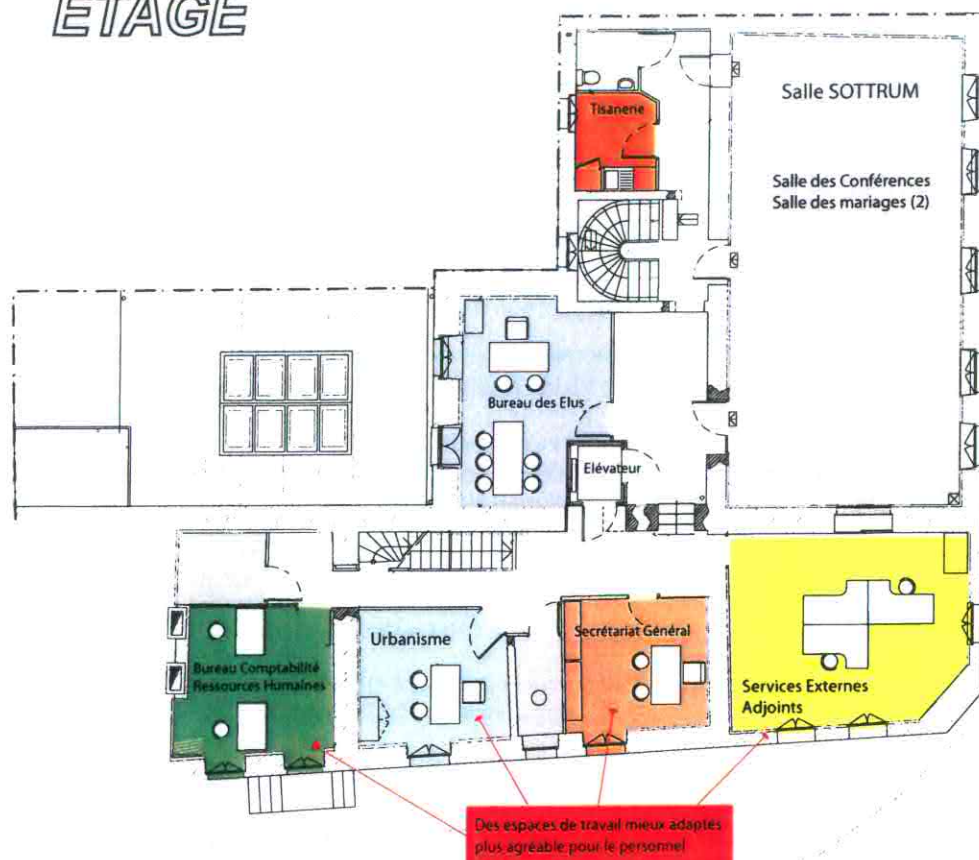 ETAGE
Salle SOTTRUM
Tisanerie
Salle des Conférences
Salle des mariages (2)
Bureau des Elus
Elévateur
Urbanisme
Secrétariat Général
Bureau Comptabilité
Ressources Humaines
Services Externes
Adjoints
Des espaces de travail mieux adaptés
plus agréable pour le personnel